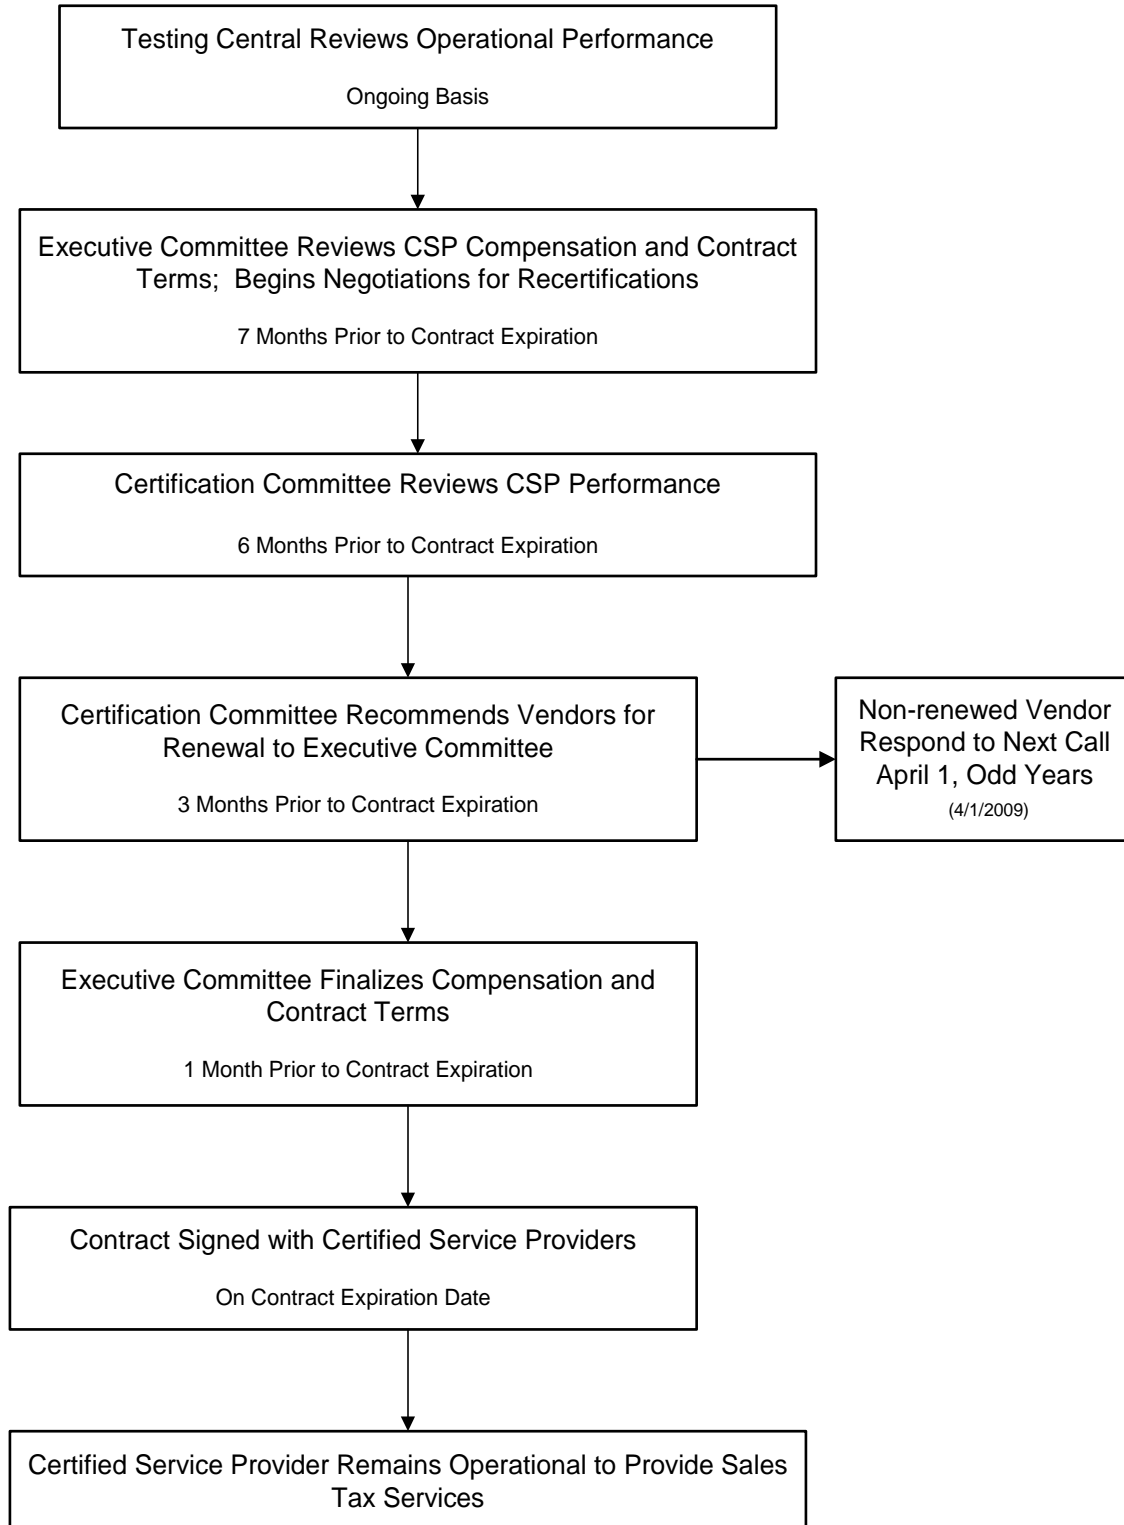 Testing Central Reviews Operational Performance
Ongoing Basis
Executive Committee Reviews CSP Compensation and Contract
Terms;  Begins Negotiations for Recertifications
7 Months Prior to Contract Expiration
Certification Committee Reviews CSP Performance
6 Months Prior to Contract Expiration
Certification Committee Recommends Vendors for
Renewal to Executive Committee
3 Months Prior to Contract Expiration
Non-renewed Vendor
Respond to Next Call
April 1, Odd Years
(4/1/2009)
Executive Committee Finalizes Compensation and
Contract Terms
1 Month Prior to Contract Expiration
Contract Signed with Certified Service Providers
On Contract Expiration Date
Certified Service Provider Remains Operational to Provide Sales
Tax Services